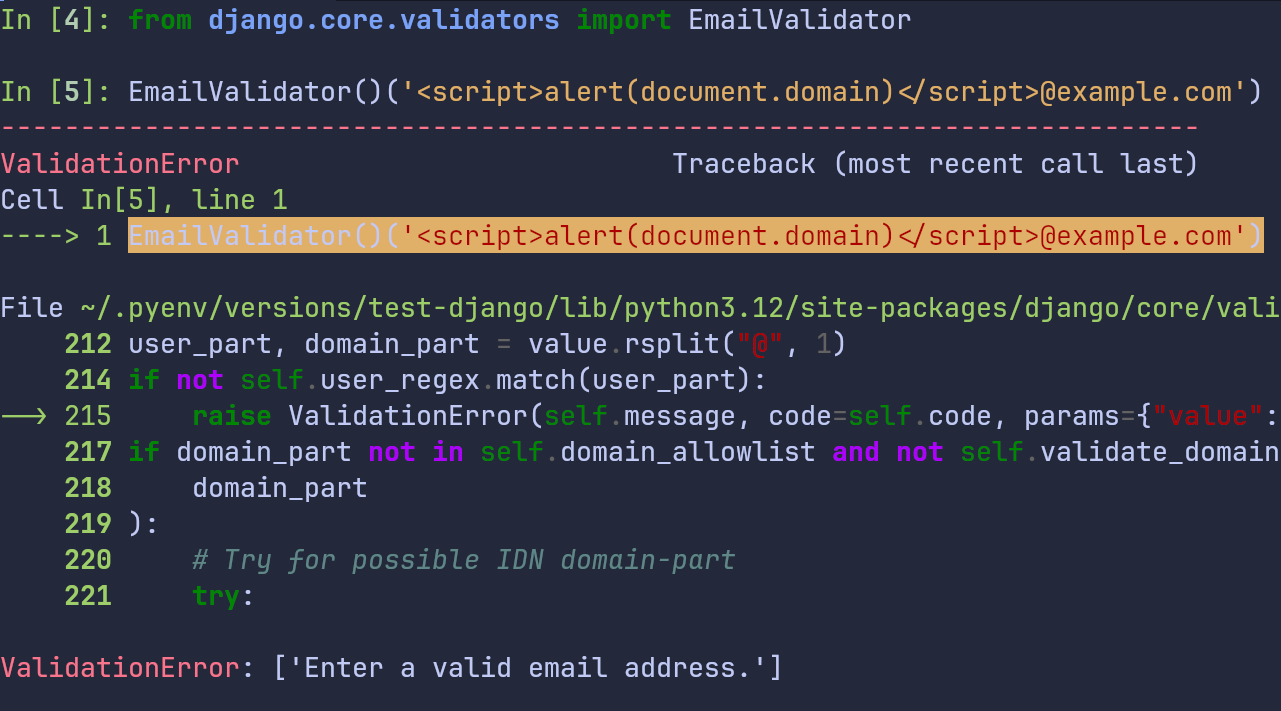 In [4]: from django.core.validators import EmailValidator
In [5]: EmailValidator()('<script>alert(document.domain)</script>@example.com')
---------------------------------------------------------------------------
ValidationError                           Traceback (most recent call last)
Cell In[5], line 1
----> 1 EmailValidator()('<script>alert(document.domain)</script>@example.com')
File ~/.pyenv/versions/test-django/lib/python3.12/site-packages/django/core/vali
    212 user_part, domain_part = value.rsplit("@", 1)
    214 if not self.user_regex.match(user_part):
--> 215     raise ValidationError(self.message, code=self.code, params={"value":
    217 if domain_part not in self.domain_allowlist and not self.validate_domain
    218     domain_part
    219 ):
    220     # Try for possible IDN domain-part
    221     try:
ValidationError: ['Enter a valid email address.']